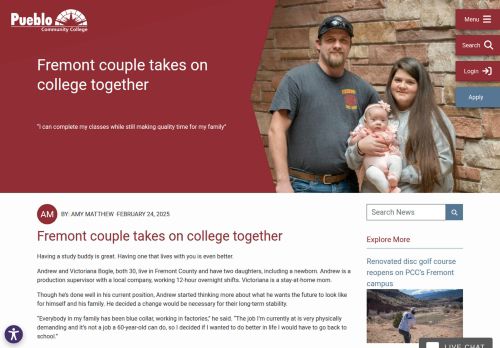 Pueblo
Community College
Menu
Search
Login
Apply
Fremont couple takes on
college together
"I can complete my classes while still making quality time for my family"
AM
BY: AMY MATTHEW FEBRUARY 24, 2025
Fremont couple takes on college together
Having a study buddy is great. Having one that lives with you is even better.
Andrew and Victoriana Bogle, both 30, live in Fremont County and have two daughters, including a newborn. Andrew is a
production supervisor with a local company, working 12-hour overnight shifts. Victoriana is a stay-at-home mom.
Though he's done well in his current position, Andrew started thinking more about what he wants the future to look like
for himself and his family. He decided a change would be necessary for their long-term stability.
"Everybody in my family has been blue collar, working in factories," he said. "The job I'm currently at is very physically
demanding and it's not a job a 60-year-old can do, so I decided if I wanted to do better in life I would have to go back to
school."
Search News
Explore More
Renovated disc golf course
reopens on PCC's Fremont
campus
LIVE CHAT